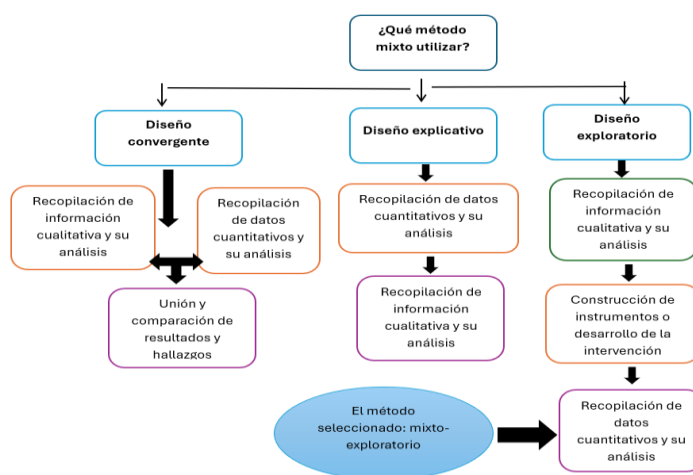 ¿Qué método
mixto utilizar?
Diseño
convergente
Diseño explicativo
Diseño
exploratorio
Recopilación de
información
cualitativa y su
análisis
Recopilación
de datos
cuantitativos y
su análisis
Recopilación de datos
cuantitativos y su
análisis
Recopilación de
información
cualitativa y su
análisis
Unión y
comparación de
resultados y
hallazgos
Recopilación de
información
cualitativa y su
análisis
Construcción de
instrumentos o
desarrollo de la
intervención
El método
seleccionado: mixto-
exploratorio
Recopilación de
datos
cuantitativos y su
análisis